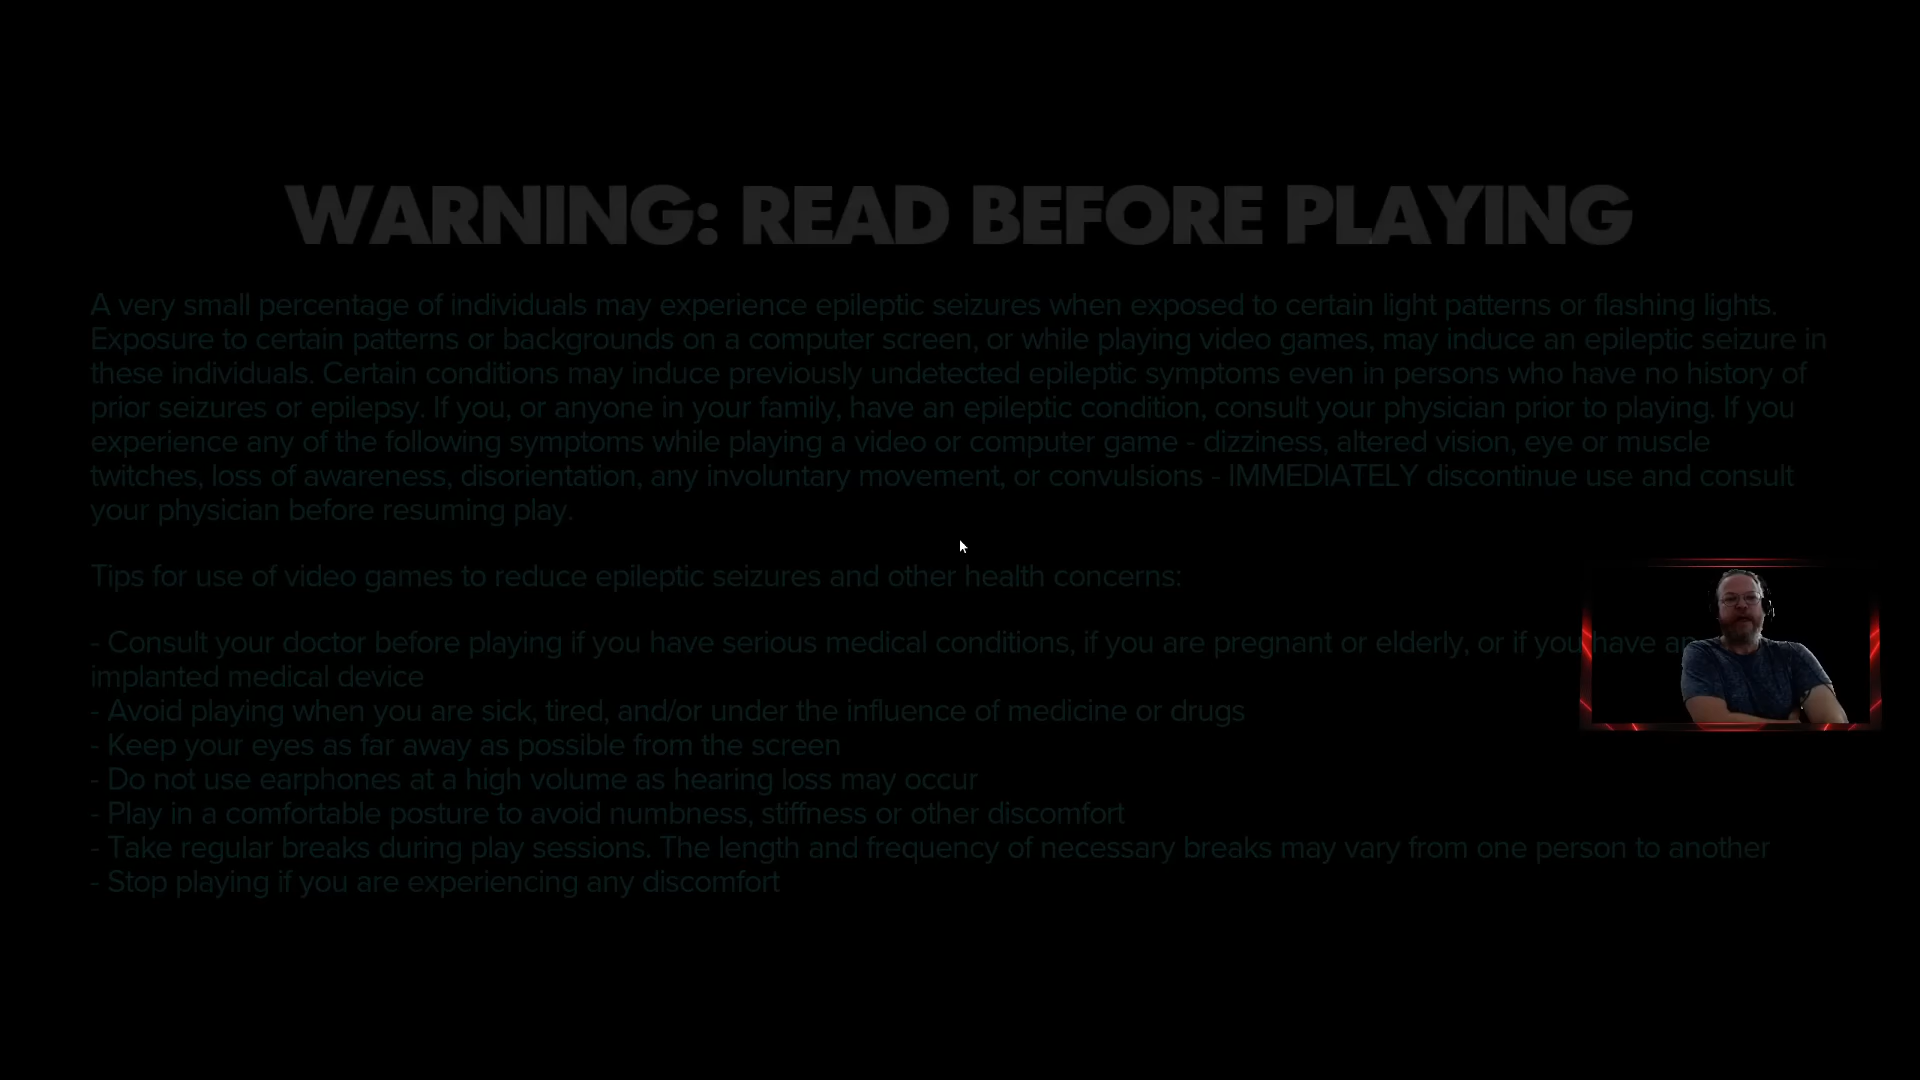 WARNING: READ BEFORE PLAYING
A very small percentage of individuals may experience epileptic seizures when exposed to certain light patterns or flashing lights.
Exposure to certain patterns or backgrounds on a computer screen, or while playing video games, may induce an epileptic seizure in
these individuals. Certain conditions may induce previously undetected epileptic symptoms even in persons who have no history of
prior seizures or epilepsy. If you, or anyone in your family, have an epileptic condition, consult your physician prior to playing. If you
experience any of the following symptoms while playing a video or computer game - dizziness, altered vision, eye or muscle
twitches, loss of awareness, disorientation, any involuntary movement, or convulsions - IMMEDIATELY discontinue use and consult
your physician before resuming play.
Tips for use of video games to reduce epileptic seizures and other health concerns:
- Consult your doctor before playing if you have serious medical conditions, if you are pregnant or elderly, or if you have an
implanted medical device
- Avoid playing when you are sick, tired, and/or under the influence of medicine or drugs
- Keep your eyes as far away as possible from the screen
- Do not use earphones at a high volume as hearing loss may occur
- Play in a comfortable posture to avoid numbness, stiffness or other discomfort
- Take regular breaks during play sessions. The length and frequency of necessary breaks may vary from one person to another
- Stop playing if you are experiencing any discomfort